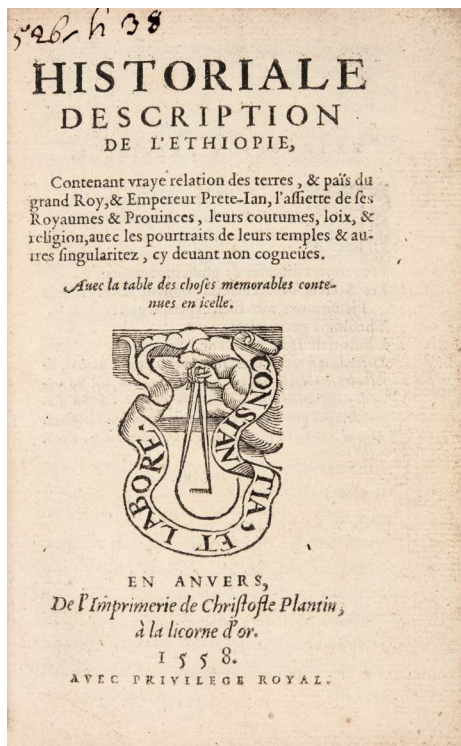 526-h 38
HISTORIALE
DESCRIPTION
DE L'ETHIOPIE,
Contenant vraye relation des terres, & païs du
grand Roy, & Empereur Prete-Ian, l'aſſiette de ſes
Royaumes & Prouinces, leurs coutumes, loix, &
religion, auec les pourtraits de leurs temples & au-
tres ſingularitez, cy deuant non cogneües.
Auec la table des choſes memorables conte-
nues en icelle.
LABORE. ET CONSTANTIA,
EN ANVERS,
De l'Imprimerie de Chriſtofle Plantin,
à la licorne d'or.
1558.
AVEC PRIVILEGE ROYAL.